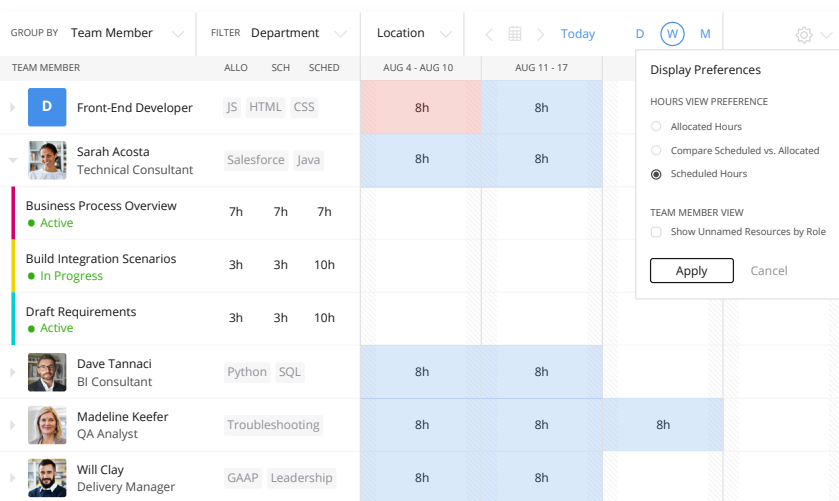 GROUP BY Team Member FILTER Department Location Today D W M
TEAM MEMBER ALLO SCH SCHED AUG 4 - AUG 10 AUG 11 - 17
Display Preferences
HOURS VIEW PREFERENCE
Allocated Hours
Compare Scheduled vs. Allocated
Scheduled Hours
TEAM MEMBER VIEW
Show Unnamed Resources by Role
Apply Cancel
D Front-End Developer JS HTML CSS 8h 8h
Sarah Acosta
Technical Consultant Salesforce Java 8h 8h
Business Process Overview
Active 7h 7h 7h
Build Integration Scenarios
In Progress 3h 3h 10h
Draft Requirements
Active 3h 3h 10h
Dave Tannaci
BI Consultant Python SQL 8h 8h
Madeline Keefer
QA Analyst Troubleshooting 8h 8h 8h
Will Clay
Delivery Manager GAAP Leadership 8h 8h